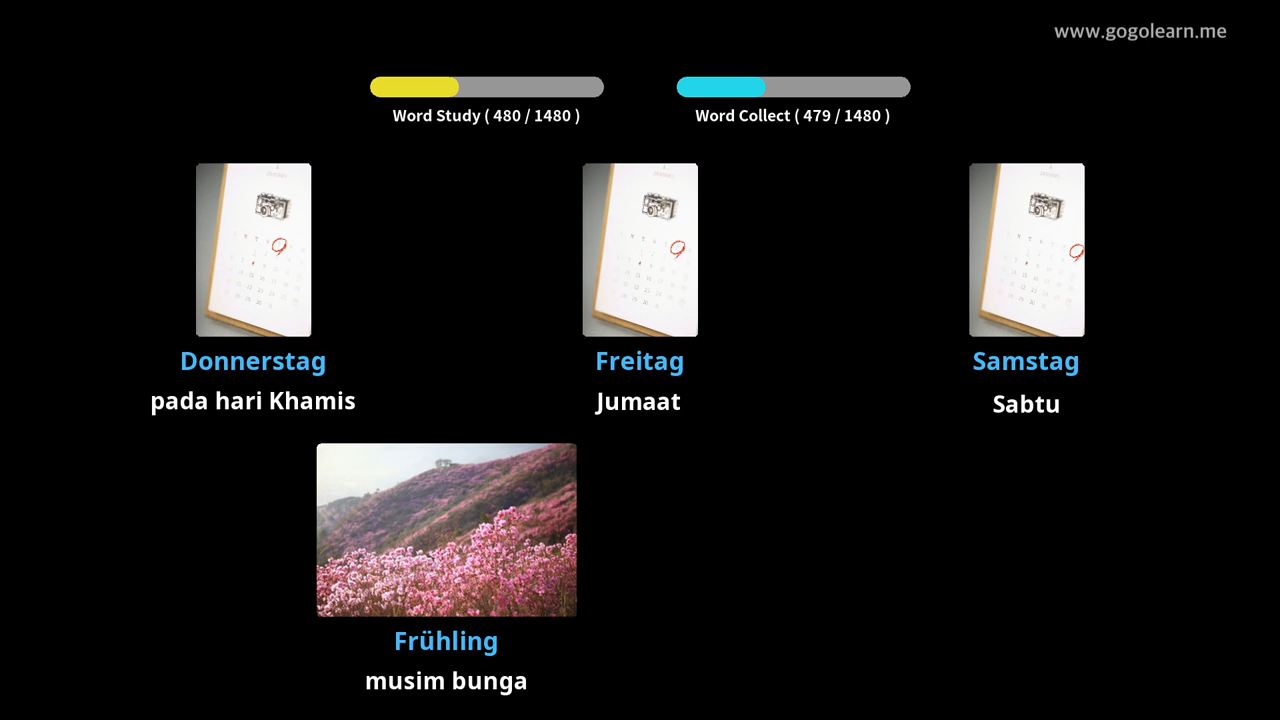 www.gogolearn.me
Word Study ( 480 / 1480 )
Word Collect ( 479 / 1480 )
Donnerstag
pada hari Khamis
Freitag
Jumaat
Samstag
Sabtu
Frühling
musim bunga